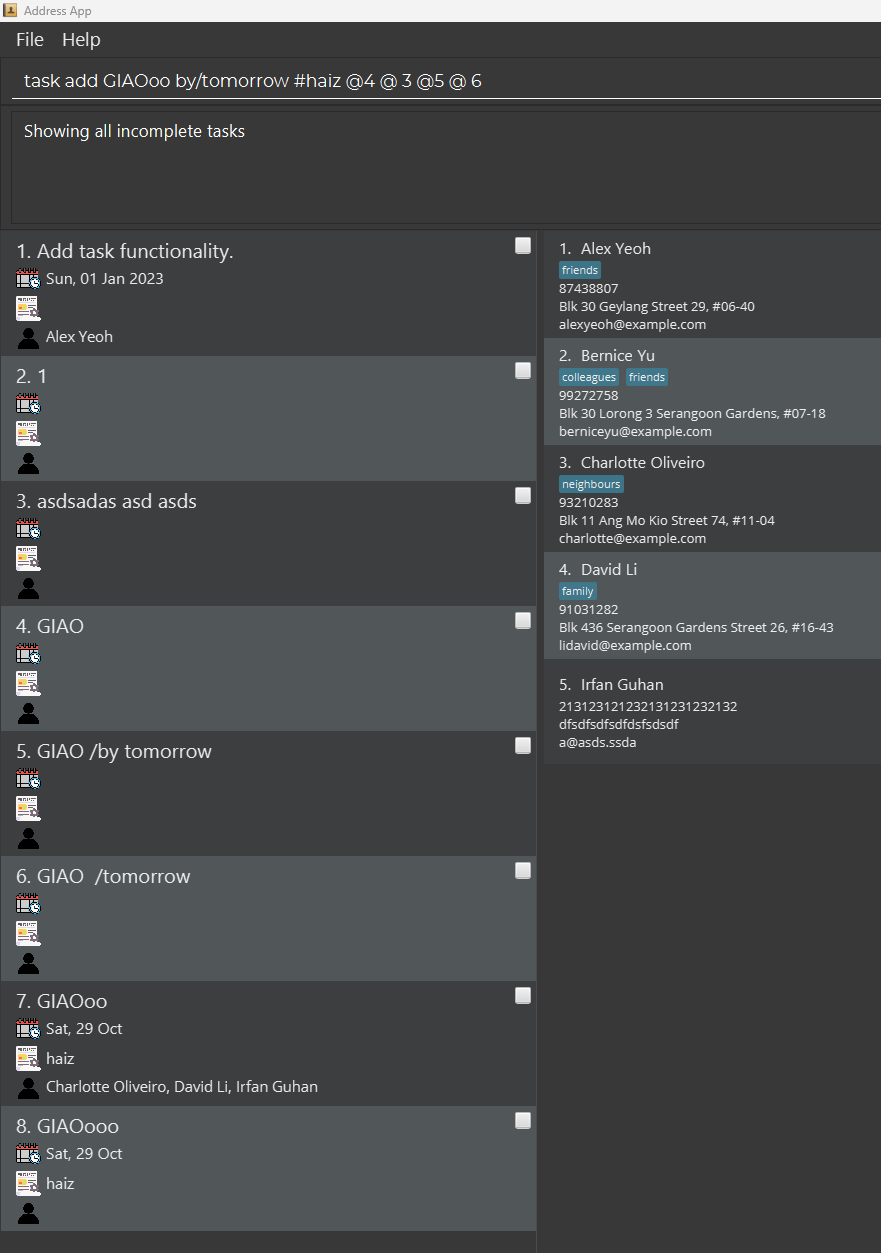 Address App
File Help
task add GIAOoo by/tomorrow #haiz @4 @ 3 @5 @ 6
Showing all incomplete tasks
1. Add task functionality.
Sun, 01 Jan 2023
Alex Yeoh
2. 1
3. asdsadas asd asds
4. GIAO
5. GIAO /by tomorrow
6. GIAO  /tomorrow
7. GIAOoo
Sat, 29 Oct
haiz
Charlotte Oliveiro, David Li, Irfan Guhan
8. GIAOooo
Sat, 29 Oct
haiz
1. Alex Yeoh
friends
87438807
Blk 30 Geylang Street 29, #06-40
alexyeoh@example.com
2. Bernice Yu
colleagues friends
99272758
Blk 30 Lorong 3 Serangoon Gardens, #07-18
berniceyu@example.com
3. Charlotte Oliveiro
neighbours
93210283
Blk 11 Ang Mo Kio Street 74, #11-04
charlotte@example.com
4. David Li
family
91031282
Blk 436 Serangoon Gardens Street 26, #16-43
lidavid@example.com
5. Irfan Guhan
213123121232131231232132
dfsdfsdfsdfdsfsdsdf
a@asds.ssda